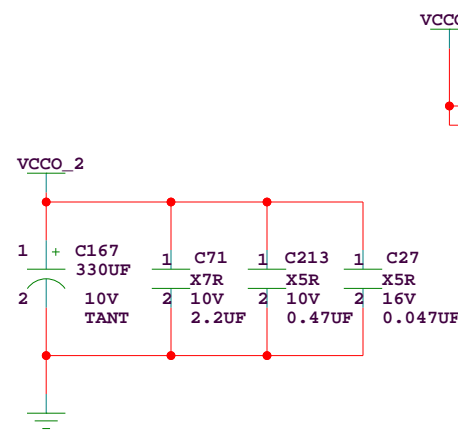 VCCO
VCCO_2
1 + C167
330UF
2 10V
TANT
1 C71
X7R
2 10V
2.2UF
1 C213
X5R
2 10V
0.47UF
1 C27
X5R
2 16V
0.047UF